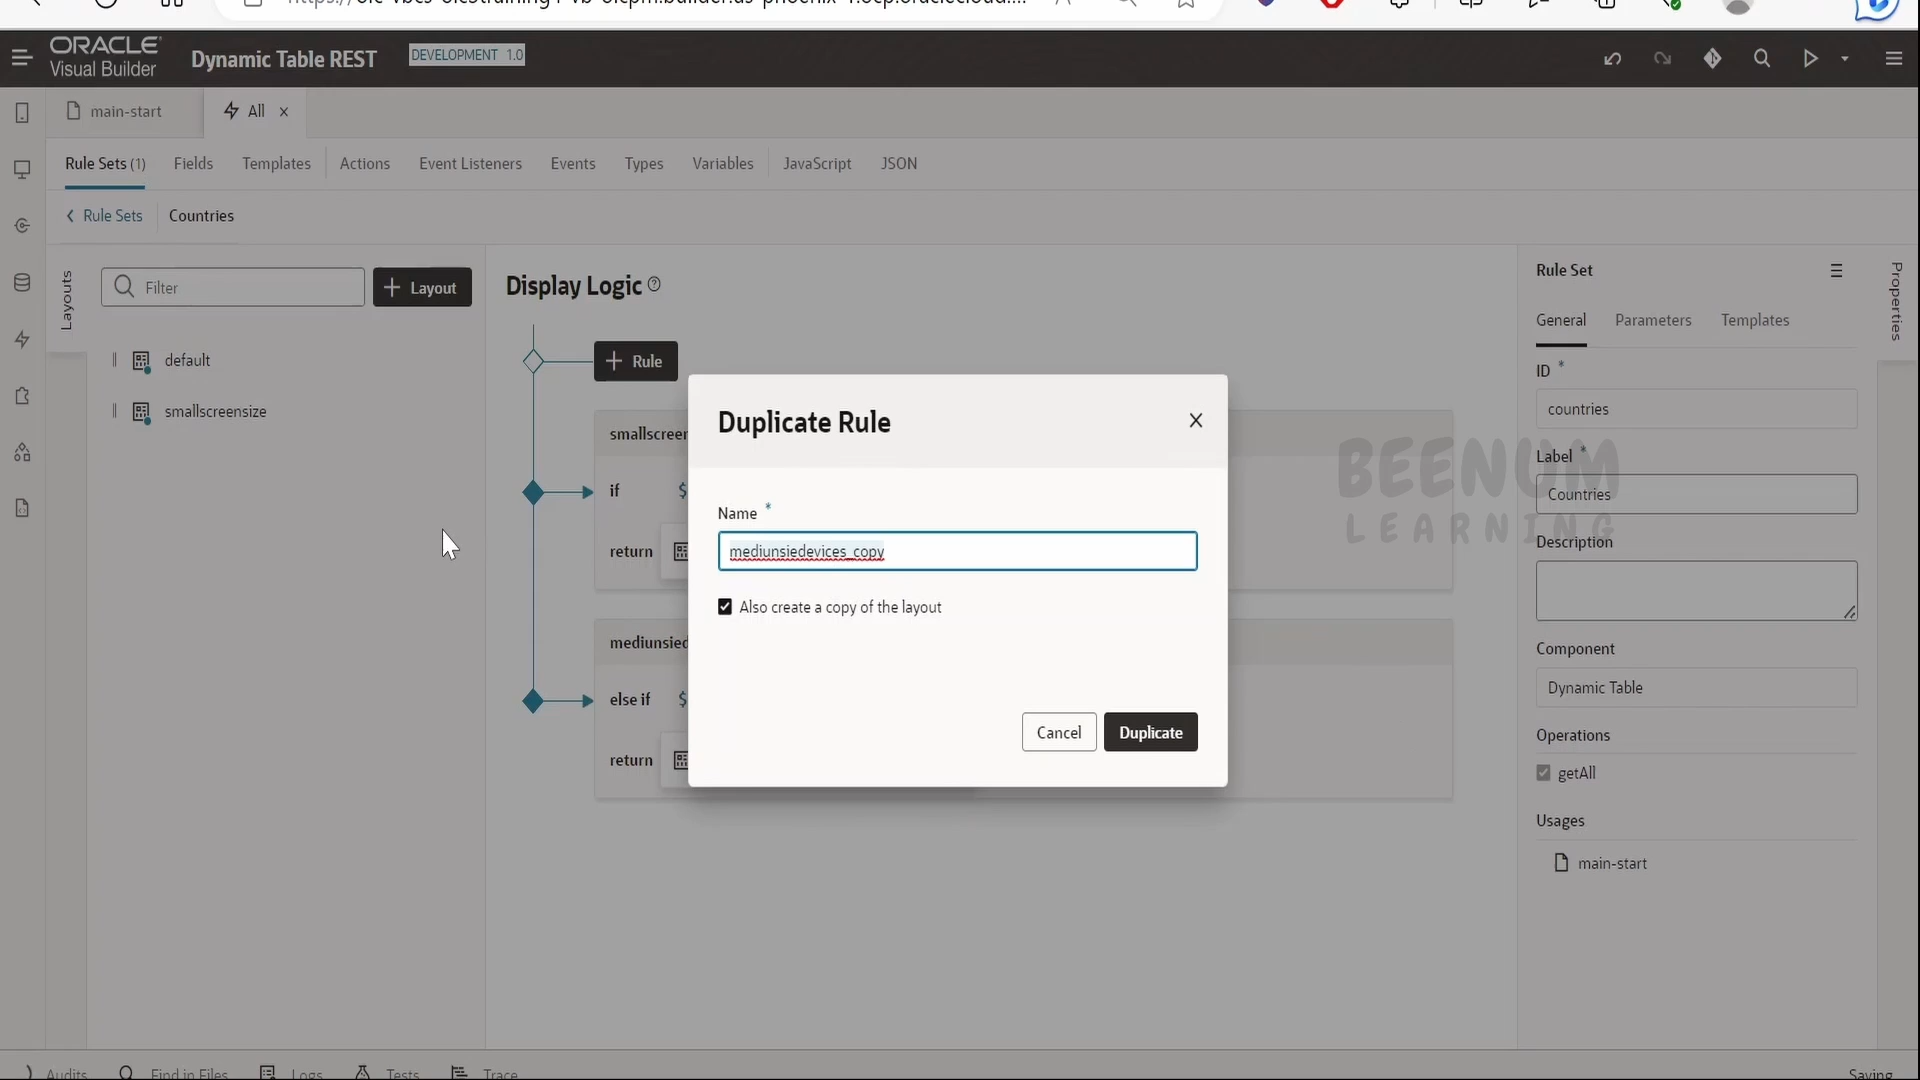 ORACLE
Visual Builder
Dynamic Table REST
DEVELOPMENT 1.0
main-start
All
Rule Sets (1)
Fields
Templates
Actions
Event Listeners
Events
Types
Variables
JavaScript
JSON
Rule Sets
Countries
Layouts
Filter
+ Layout
default
smallscreensize
Display Logic
+ Rule
smallscreen
if $
return
mediunsied
else if $
return
Duplicate Rule
Name *
mediunsiedevices_copy
Also create a copy of the layout
Cancel
Duplicate
BEENUM
LEARNING
Rule Set
General
Parameters
Templates
ID *
countries
Label *
Countries
Description
Component
Dynamic Table
Operations
getAll
Usages
main-start
Properties
Audits
Find in Files
Logs
Tests
Trace
Saving